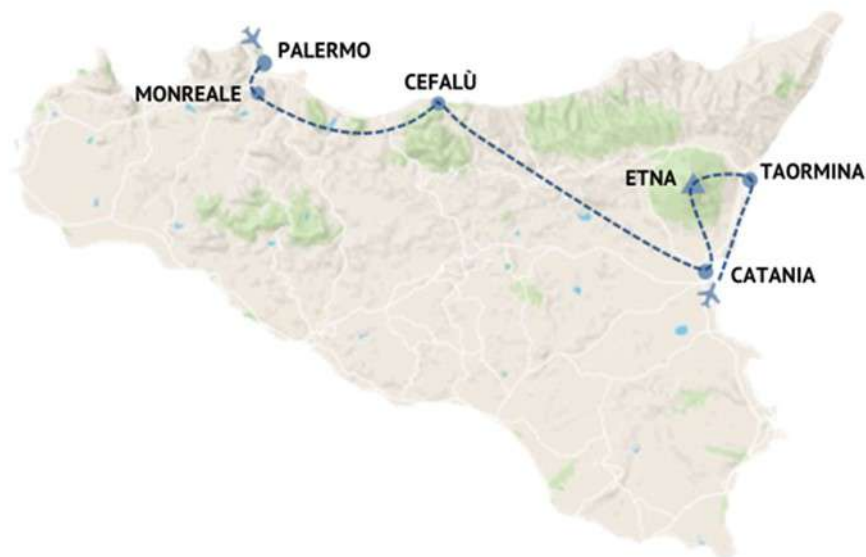 PALERMO
MONREALE
CEFALÙ
ETNA
TAORMINA
CATANIA